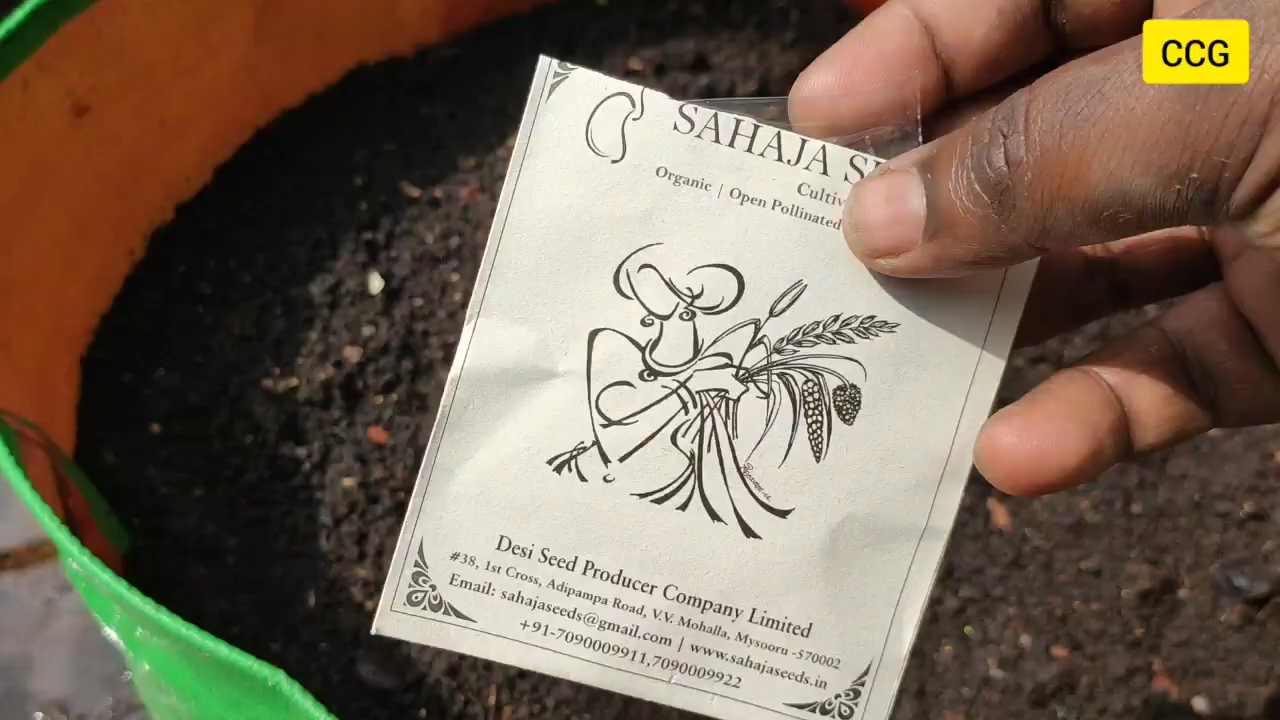 CCG
SAHAJA
Organic | Open Pollinated
Desi Seed Producer Company Limited
#38, 1st Cross, Adipampa Road, V.V. Mohalla, Mysooru -570002
Email: sahajaseeds@gmail.com | www.sahajaseeds.in
+91-7090009911,7090009922